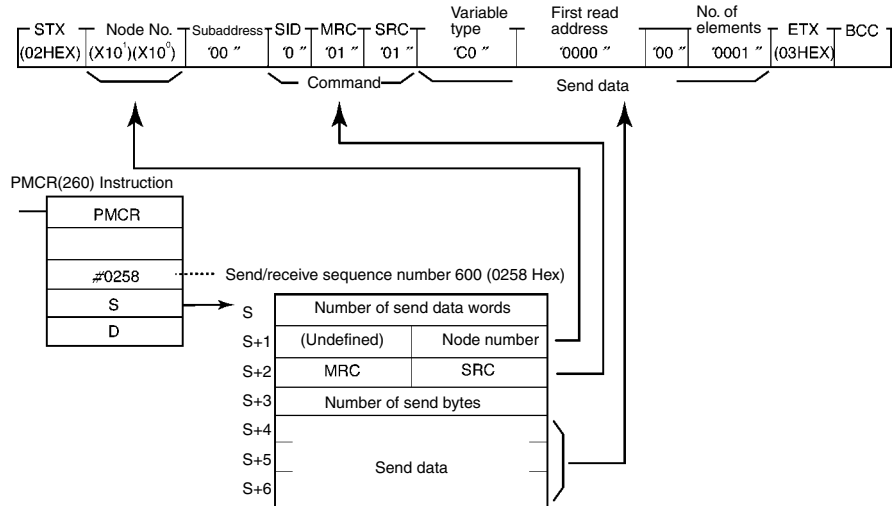 STX Node No. Subaddress SID MRC SRC Variable type First read address No. of elements ETX BCC
(02HEX) (X10¹)(X10⁰) '00 " '0 " '01 " '01 " 'C0 " '0000 " '00 " '0001 " (03HEX)
Command Send data
PMCR(260) Instruction
PMCR
#0258 Send/receive sequence number 600 (0258 Hex)
S
D
S Number of send data words
S+1 (Undefined) Node number
S+2 MRC SRC
S+3 Number of send bytes
S+4
S+5 Send data
S+6